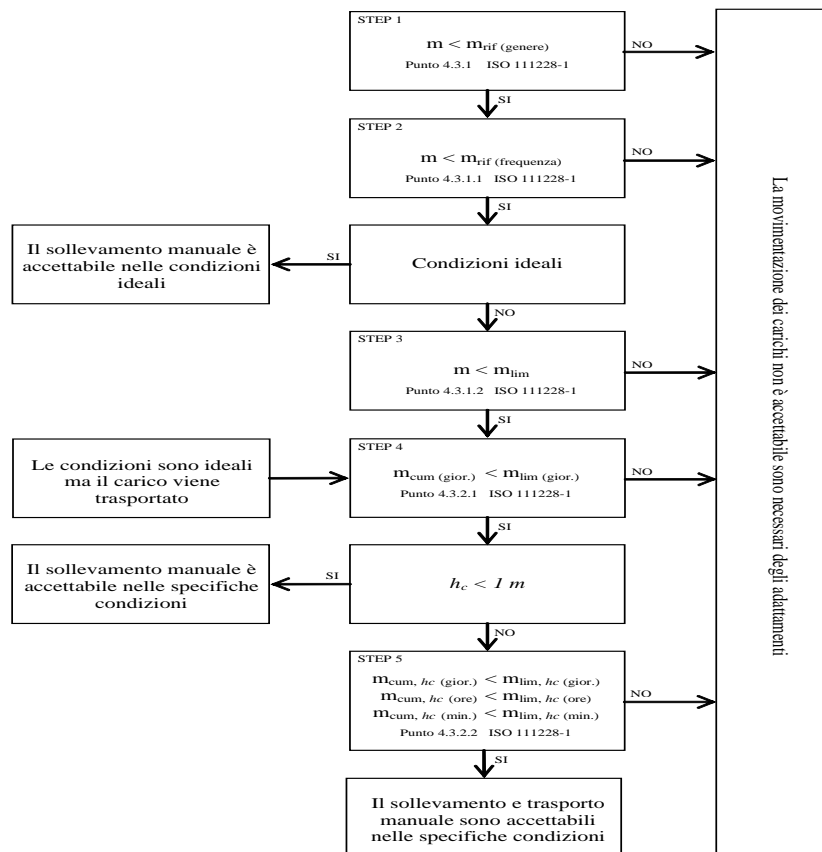 STEP 1
m < mrif (genere)
Punto 4.3.1 ISO 111228-1
NO
SI
STEP 2
m < mrif (frequenza)
Punto 4.3.1.1 ISO 111228-1
NO
SI
Il sollevamento manuale è
accettabile nelle condizioni
ideali
SI
Condizioni ideali
NO
STEP 3
m < mlim
Punto 4.3.1.2 ISO 111228-1
NO
SI
Le condizioni sono ideali
ma il carico viene
trasportato
STEP 4
mcum (gior.) < mlim (gior.)
Punto 4.3.2.1 ISO 111228-1
NO
SI
Il sollevamento manuale è
accettabile nelle specifiche
condizioni
SI
hc < 1 m
NO
STEP 5
mcum, hc (gior.) < mlim, hc (gior.)
mcum, hc (ore) < mlim, hc (ore)
mcum, hc (min.) < mlim, hc (min.)
Punto 4.3.2.2 ISO 111228-1
NO
SI
Il sollevamento e trasporto
manuale sono accettabili
nelle specifiche condizioni
La movimentazione dei carichi non è accettabile sono necessari degli adattamenti